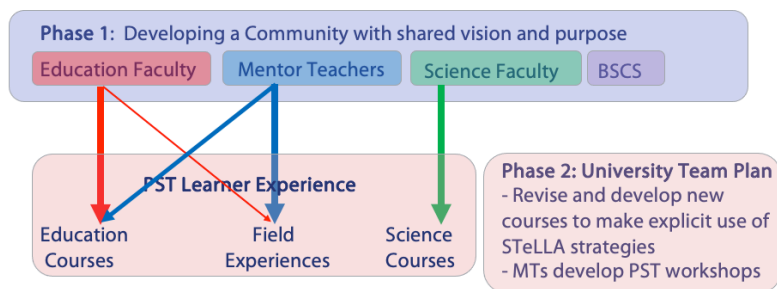 Phase 1:  Developing a Community with shared vision and purpose
Education Faculty
Mentor Teachers
Science Faculty
BSCS
PST Learner Experience
Education
Courses
Field
Experiences
Science
Courses
Phase 2: University Team Plan
- Revise and develop new
courses to make explicit use of
STeLLA strategies
- MTs develop PST workshops